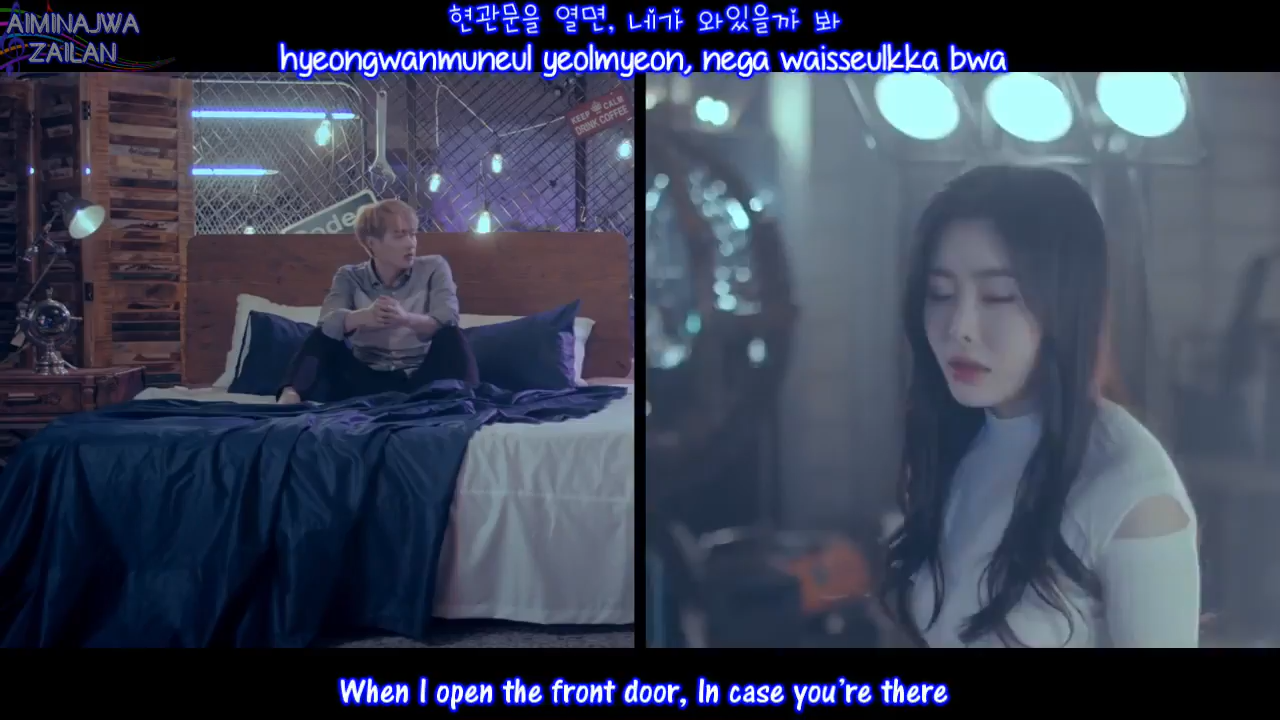 AIMINAJWA
ZAILAN
현관문을 열면, 네가 와있을까 봐
hyeongwanmuneul yeolmyeon, nega waisseulkka bwa
KEEP CALM
DRINK COFFEE
When I open the front door, In case you're there